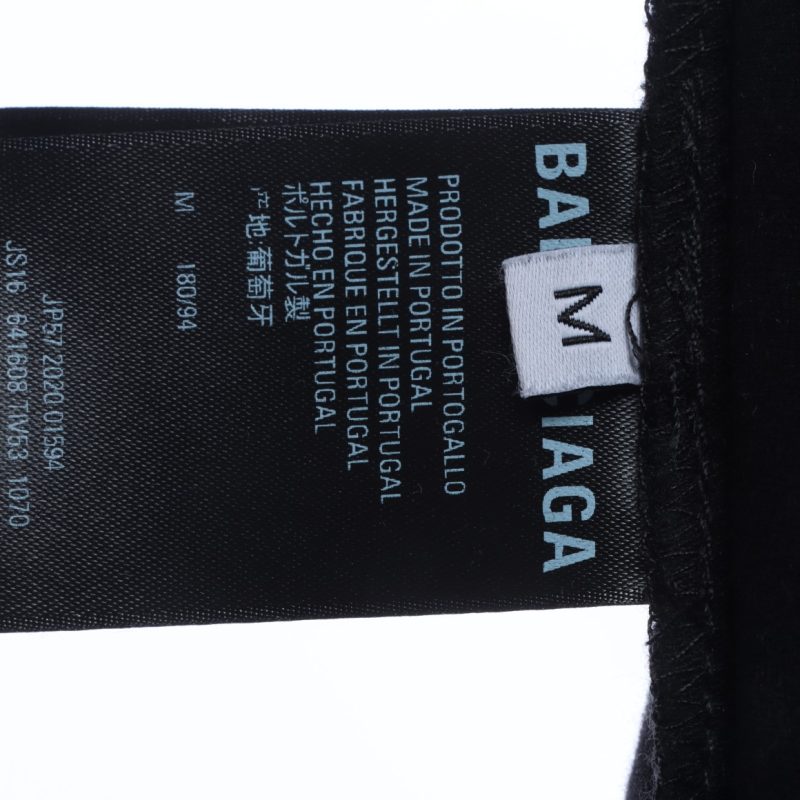 BAL IAGA
M
PRODOTTO IN PORTOGALLO
MADE IN PORTUGAL
HERGESTELLT IN PORTUGAL
FABRIQUE EN PORTUGAL
HECHO EN PORTUGAL
ポルトガル製
产地:葡萄牙
M 180/94
JP57 2020 01594
JS16 641608 TIV53 1070